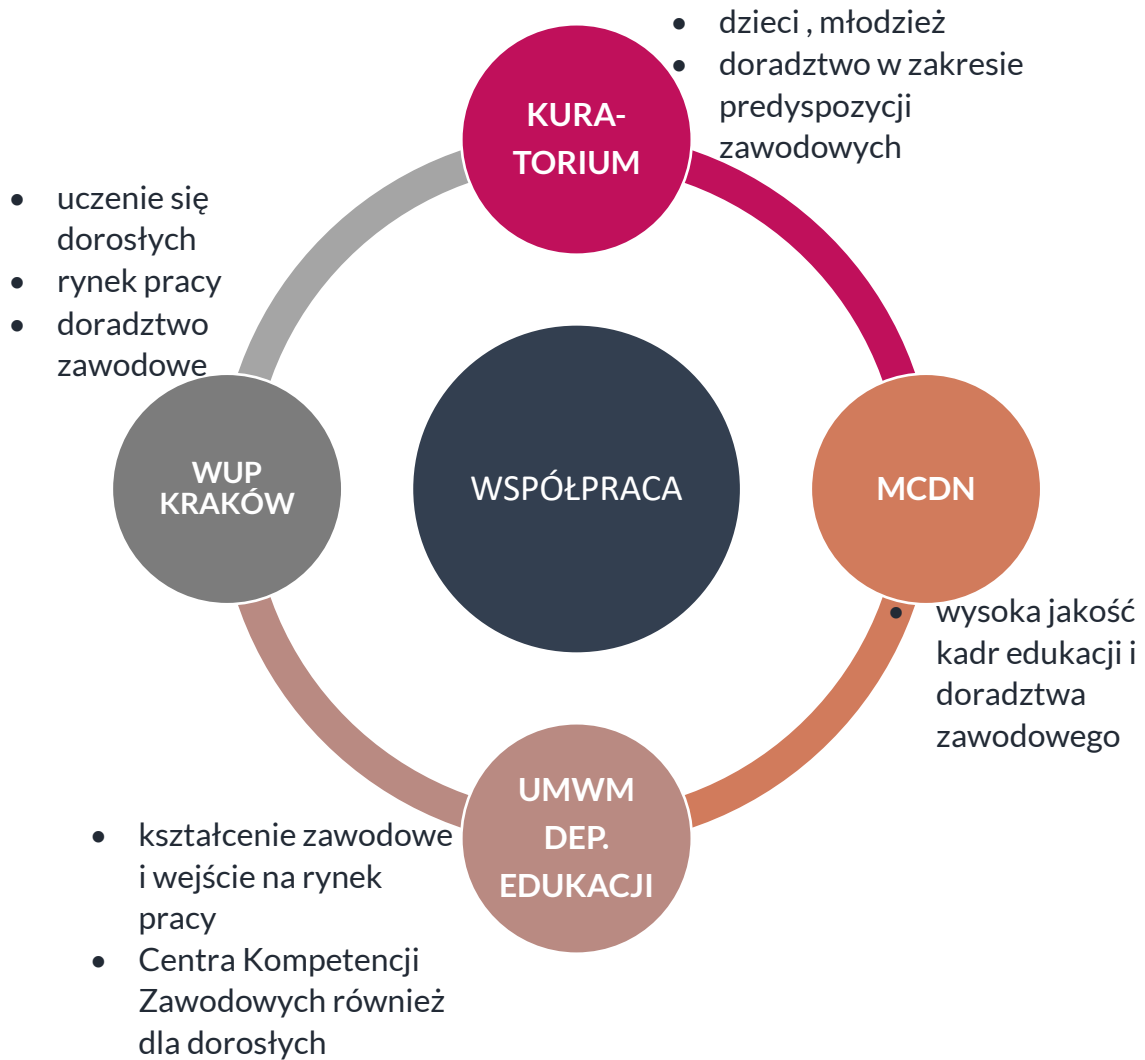 • dzieci , młodzież
• doradztwo w zakresie
predyspozycji
zawodowych
KURA-
TORIUM
• uczenie się
dorosłych
• rynek pracy
• doradztwo
zawodowe
WUP
KRAKÓW
WSPÓŁPRACA
MCDN
• wysoka jakość
kadr edukacji i
doradztwa
zawodowego
UMWM
DEP.
EDUKACJI
• kształcenie zawodowe
i wejście na rynek
pracy
• Centra Kompetencji
Zawodowych również
dla dorosłych